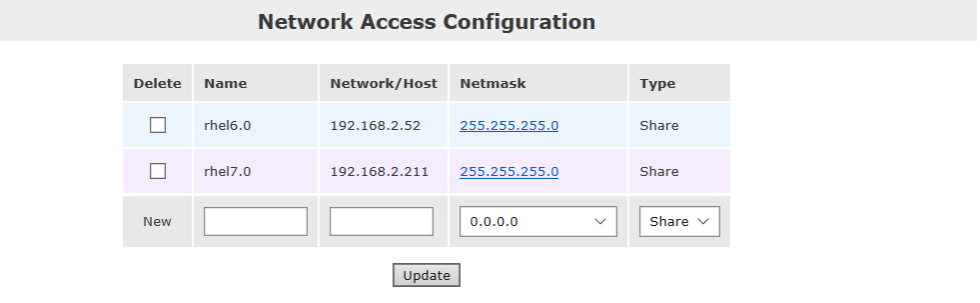 Network Access Configuration
Delete Name Network/Host Netmask Type
rhel6.0 192.168.2.52 255.255.255.0 Share
rhel7.0 192.168.2.211 255.255.255.0 Share
New 0.0.0.0 Share
Update